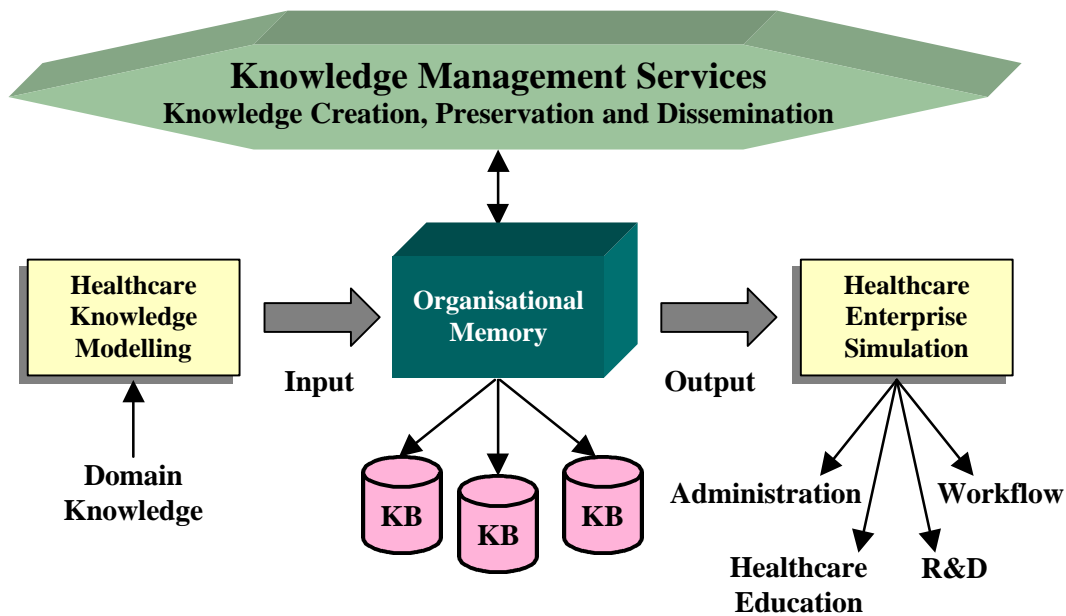 Knowledge Management Services
Knowledge Creation, Preservation and Dissemination
Healthcare
Knowledge
Modelling
Input
Organisational
Memory
Output
Healthcare
Enterprise
Simulation
Domain
Knowledge
KB
KB
KB
Administration
Workflow
Healthcare
Education
R&D